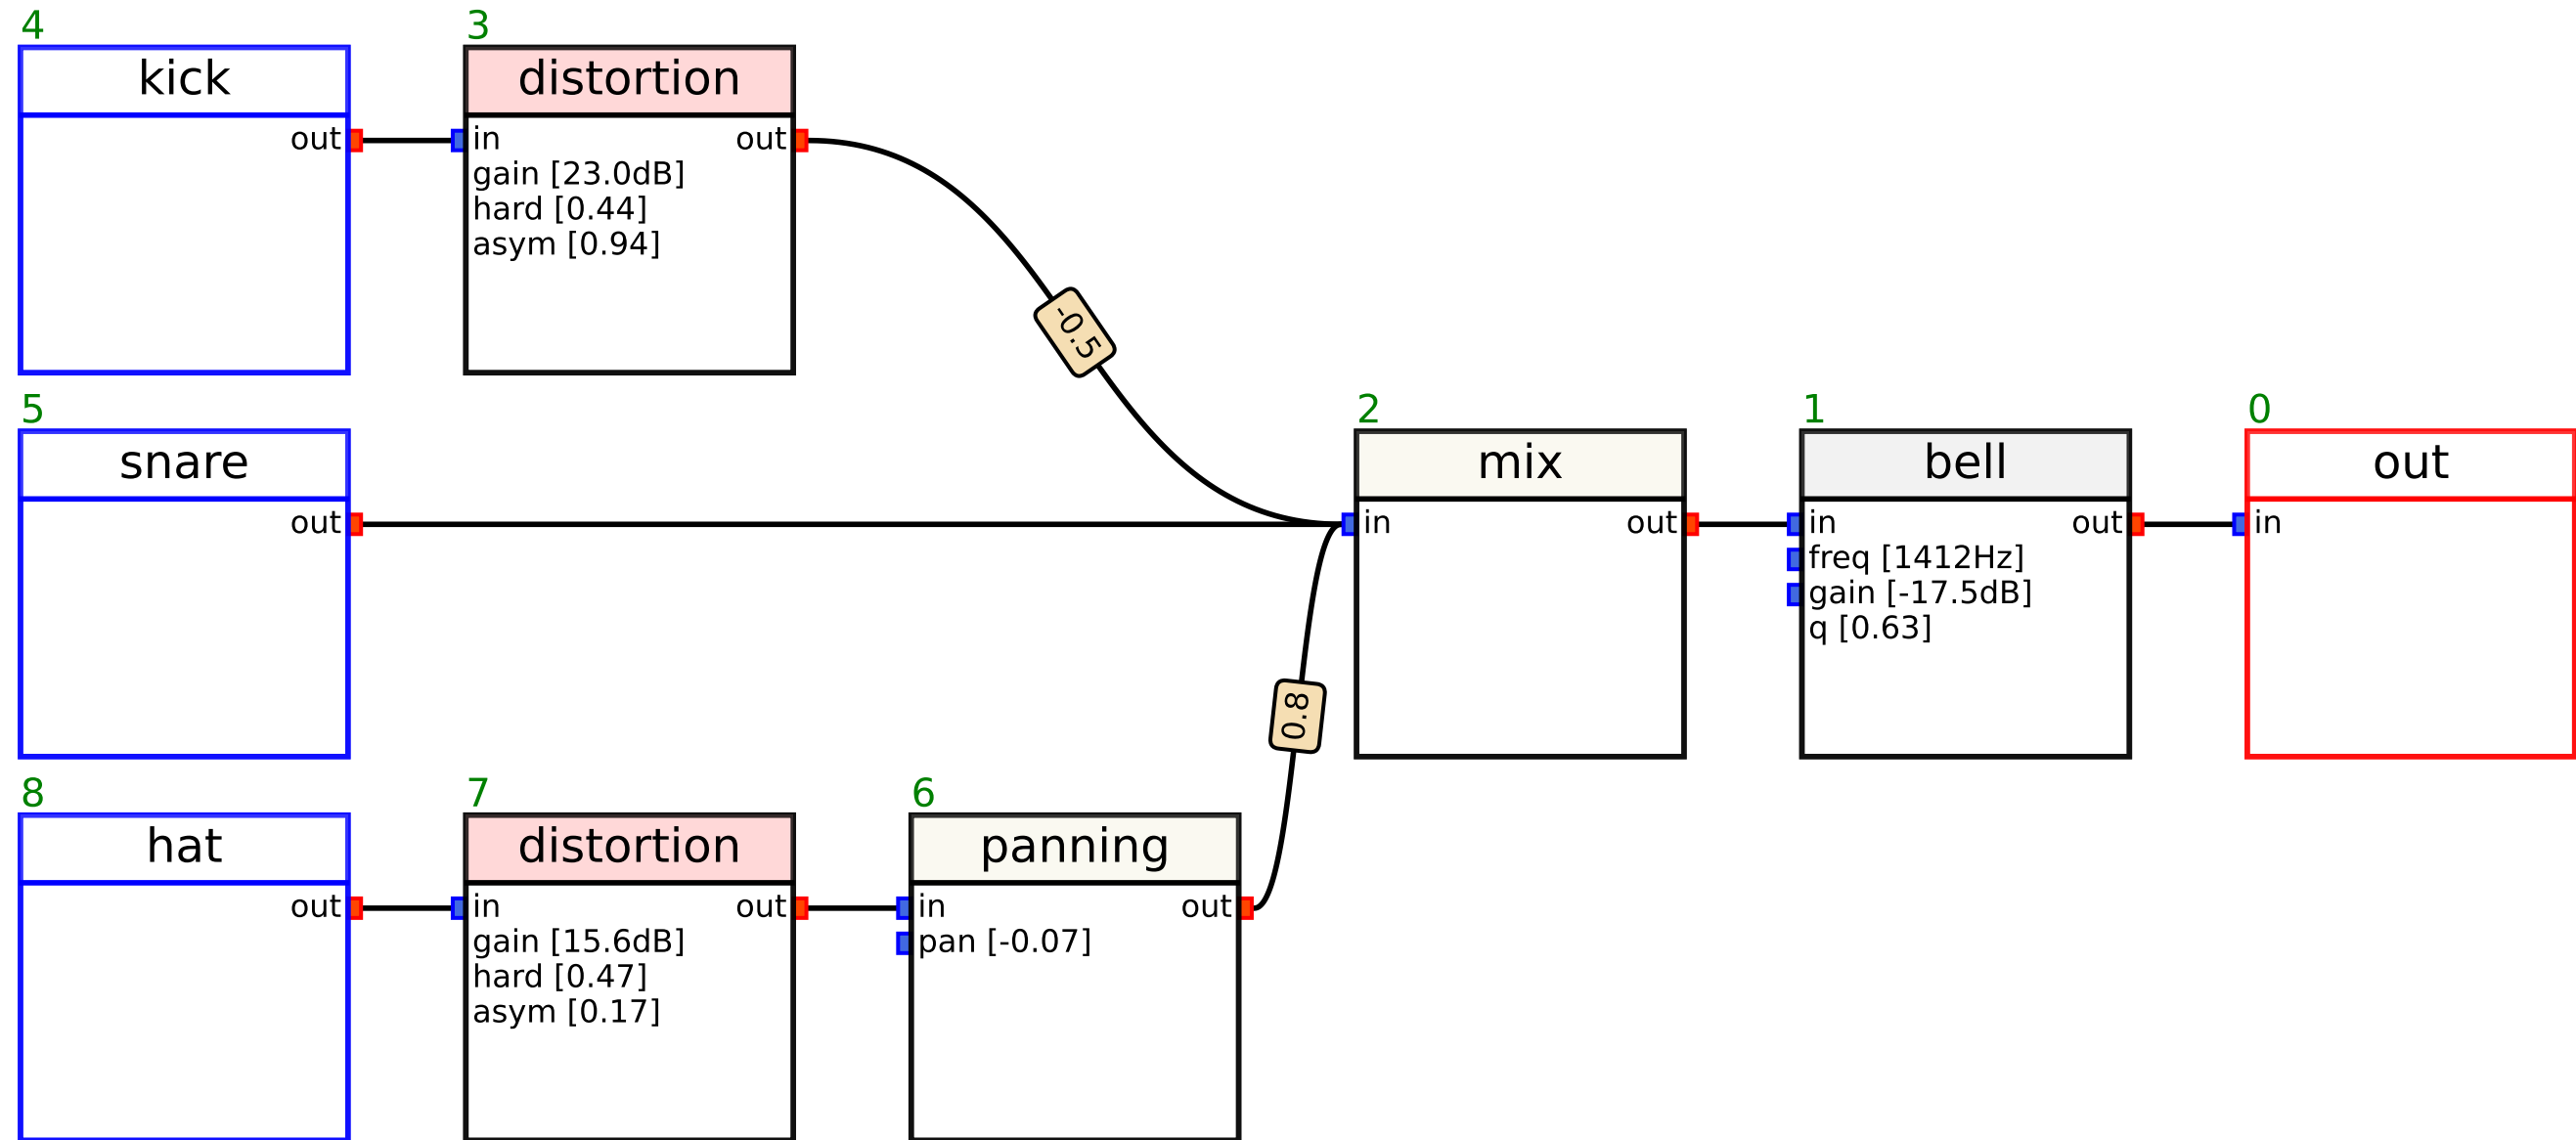 4
kick
out
3
distortion
in out
gain [23.0dB]
hard [0.44]
asym [0.94]
-0.5
5
snare
out
2
mix
in out
1
bell
in out
freq [1412Hz]
gain [-17.5dB]
q [0.63]
0
out
in
0.8
8
hat
out
7
distortion
in out
gain [15.6dB]
hard [0.47]
asym [0.17]
6
panning
in out
pan [-0.07]